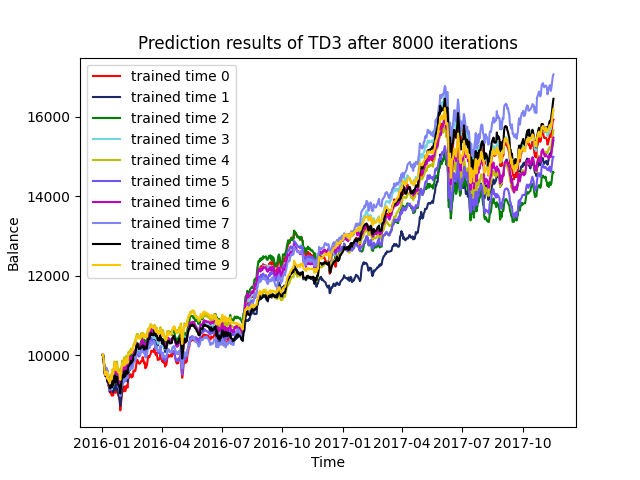 Prediction results of TD3 after 8000 iterations
trained time 0
trained time 1
trained time 2
trained time 3
trained time 4
trained time 5
trained time 6
trained time 7
trained time 8
trained time 9
16000
14000
12000
10000
Balance
2016-01 2016-04 2016-07 2016-10 2017-01 2017-04 2017-07 2017-10
Time